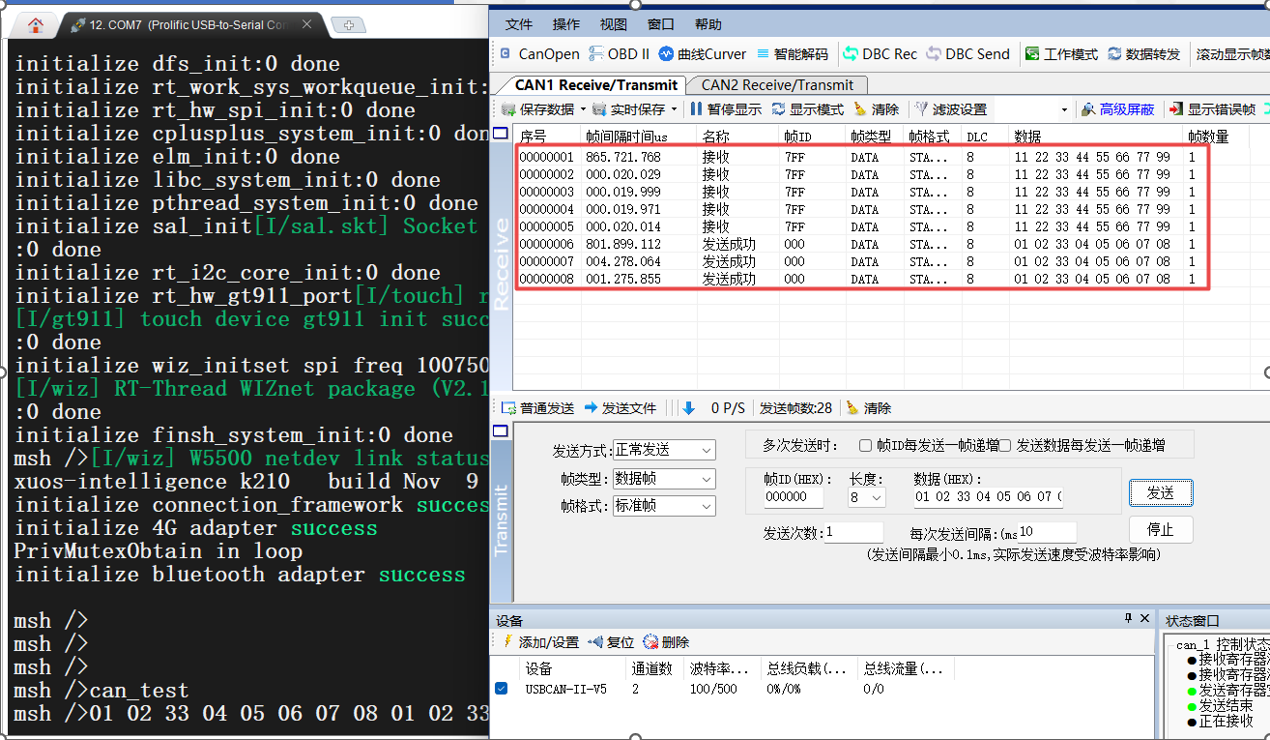 12. COM7  (Prolific USB-to-Serial Co
initialize dfs_init:0 done
initialize rt_work_sys_workqueue_init:
initialize rt_hw_spi_init:0 done
initialize cplusplus_system_init:0 don
initialize elm_init:0 done
initialize libc_system_init:0 done
initialize pthread_system_init:0 done
initialize sal_init[I/sal.skt] Socket
:0 done
initialize rt_i2c_core_init:0 done
initialize rt_hw_gt911_port[I/touch] r
[I/gt911] touch device gt911 init succ
:0 done
initialize wiz_initset spi freq 100750
[I/wiz] RT-Thread WIZnet package (V2.1
:0 done
initialize finsh_system_init:0 done
msh />[I/wiz] W5500 netdev link status
xuos-intelligence k210   build Nov  9
initialize connection_framework succes
initialize 4G adapter success
PrivMutexObtain in loop
initialize bluetooth adapter success
msh />
msh />
msh />
msh />can_test
msh />01 02 33 04 05 06 07 08 01 02 33
文件 操作 视图 窗口 帮助
CanOpen OBD II 曲线Curver 智能解码 DBC Rec DBC Send 工作模式 数据转发 滚动显示帧数
CAN1 Receive/Transmit CAN2 Receive/Transmit
保存数据 实时保存 暂停显示 显示模式 清除 滤波设置 高级屏蔽 显示错误帧
Receive
序号 帧间隔时间us 名称 帧ID 帧类型 帧格式 DLC 数据 帧数量
00000001 865.721.768 接收 7FF DATA STA... 8 11 22 33 44 55 66 77 99 1
00000002 000.020.029 接收 7FF DATA STA... 8 11 22 33 44 55 66 77 99 1
00000003 000.019.999 接收 7FF DATA STA... 8 11 22 33 44 55 66 77 99 1
00000004 000.019.971 接收 7FF DATA STA... 8 11 22 33 44 55 66 77 99 1
00000005 000.020.014 接收 7FF DATA STA... 8 11 22 33 44 55 66 77 99 1
00000006 801.899.112 发送成功 000 DATA STA... 8 01 02 33 04 05 06 07 08 1
00000007 004.278.064 发送成功 000 DATA STA... 8 01 02 33 04 05 06 07 08 1
00000008 001.275.855 发送成功 000 DATA STA... 8 01 02 33 04 05 06 07 08 1
普通发送 发送文件 0 P/S 发送帧数:28 清除
Transmit
发送方式: 正常发送 多次发送时: 帧ID每发送一帧递增 发送数据每发送一帧递增
帧类型: 数据帧 帧ID(HEX): 长度: 数据(HEX):
000000 8 01 02 33 04 05 06 07 ( 发送
帧格式: 标准帧
发送次数:1 每次发送间隔:(ms 10 停止
(发送间隔最小0.1ms,实际发送速度受波特率影响)
设备
添加/设置 复位 删除
设备 通道数 波特率... 总线负载(... 总线流量(...
USBCAN-II-V5 2 100/500 0%/0% 0/0
状态窗口
can_1 控制状态
接收寄存器
接收寄存器
发送寄存器
发送结束
正在接收